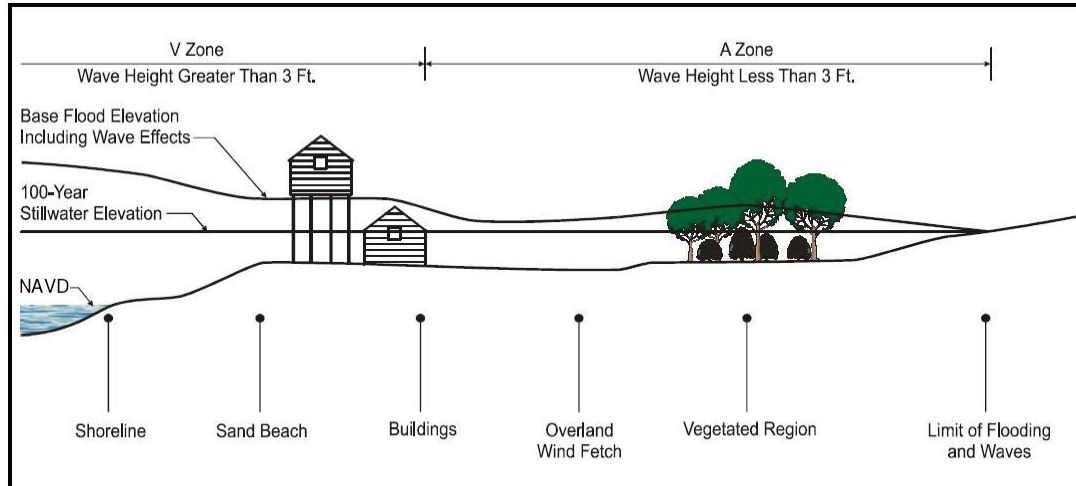 V Zone
Wave Height Greater Than 3 Ft.
A Zone
Wave Height Less Than 3 Ft.
Base Flood Elevation
Including Wave Effects
100-Year
Stillwater Elevation
NAVD
Shoreline
Sand Beach
Buildings
Overland
Wind Fetch
Vegetated Region
Limit of Flooding
and Waves